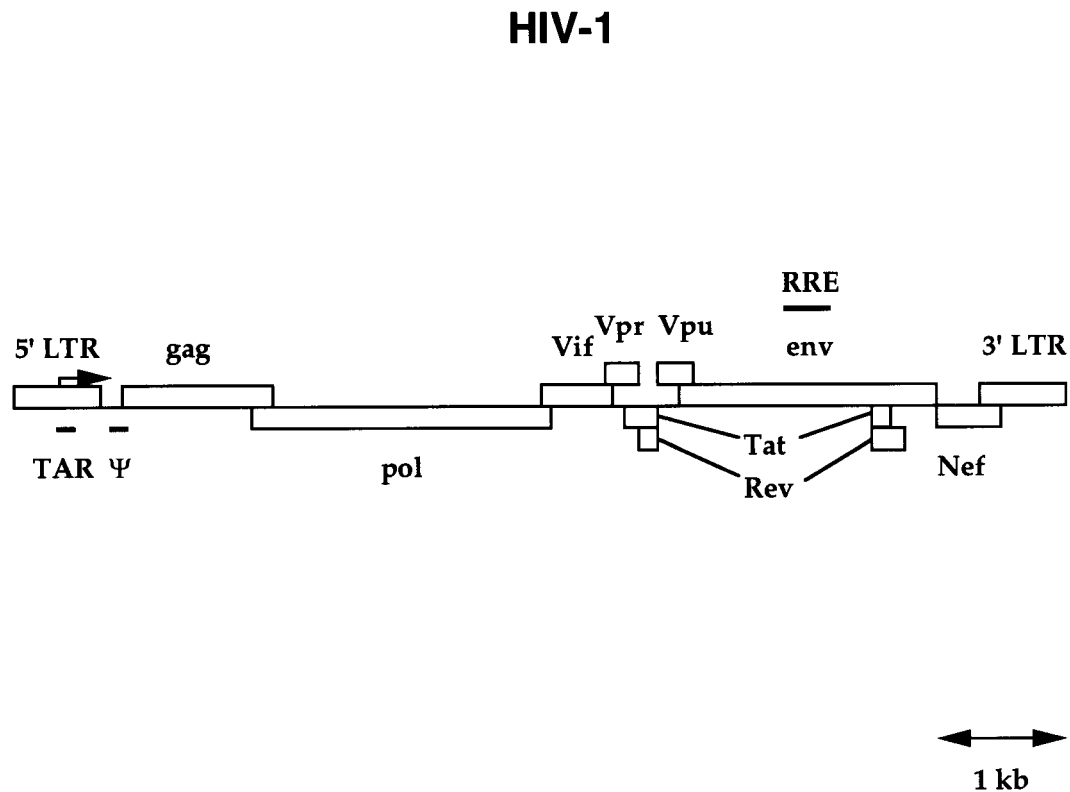 HIV-1
RRE
Vpr Vpu
5' LTR gag Vif env 3' LTR
TAR Ψ pol Tat Nef
Rev
1 kb